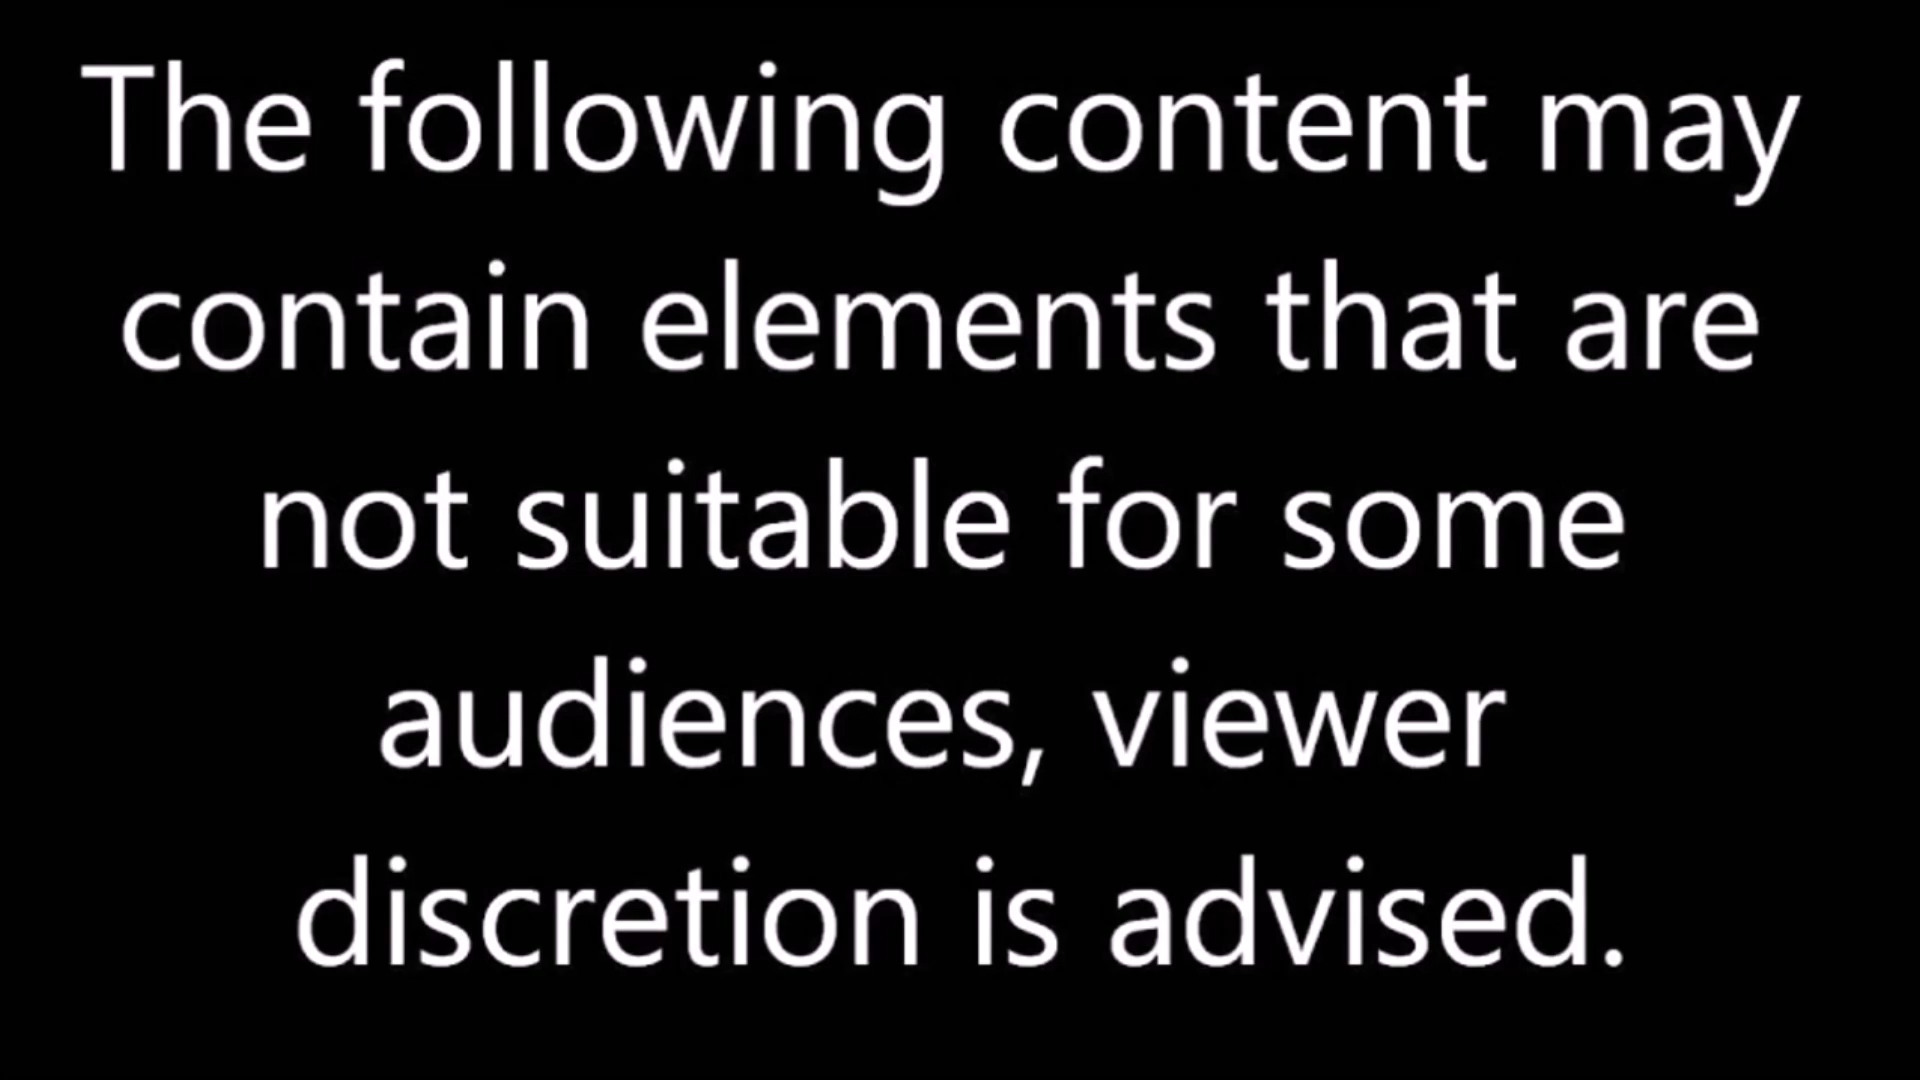 The following content may
contain elements that are
not suitable for some
audiences, viewer
discretion is advised.